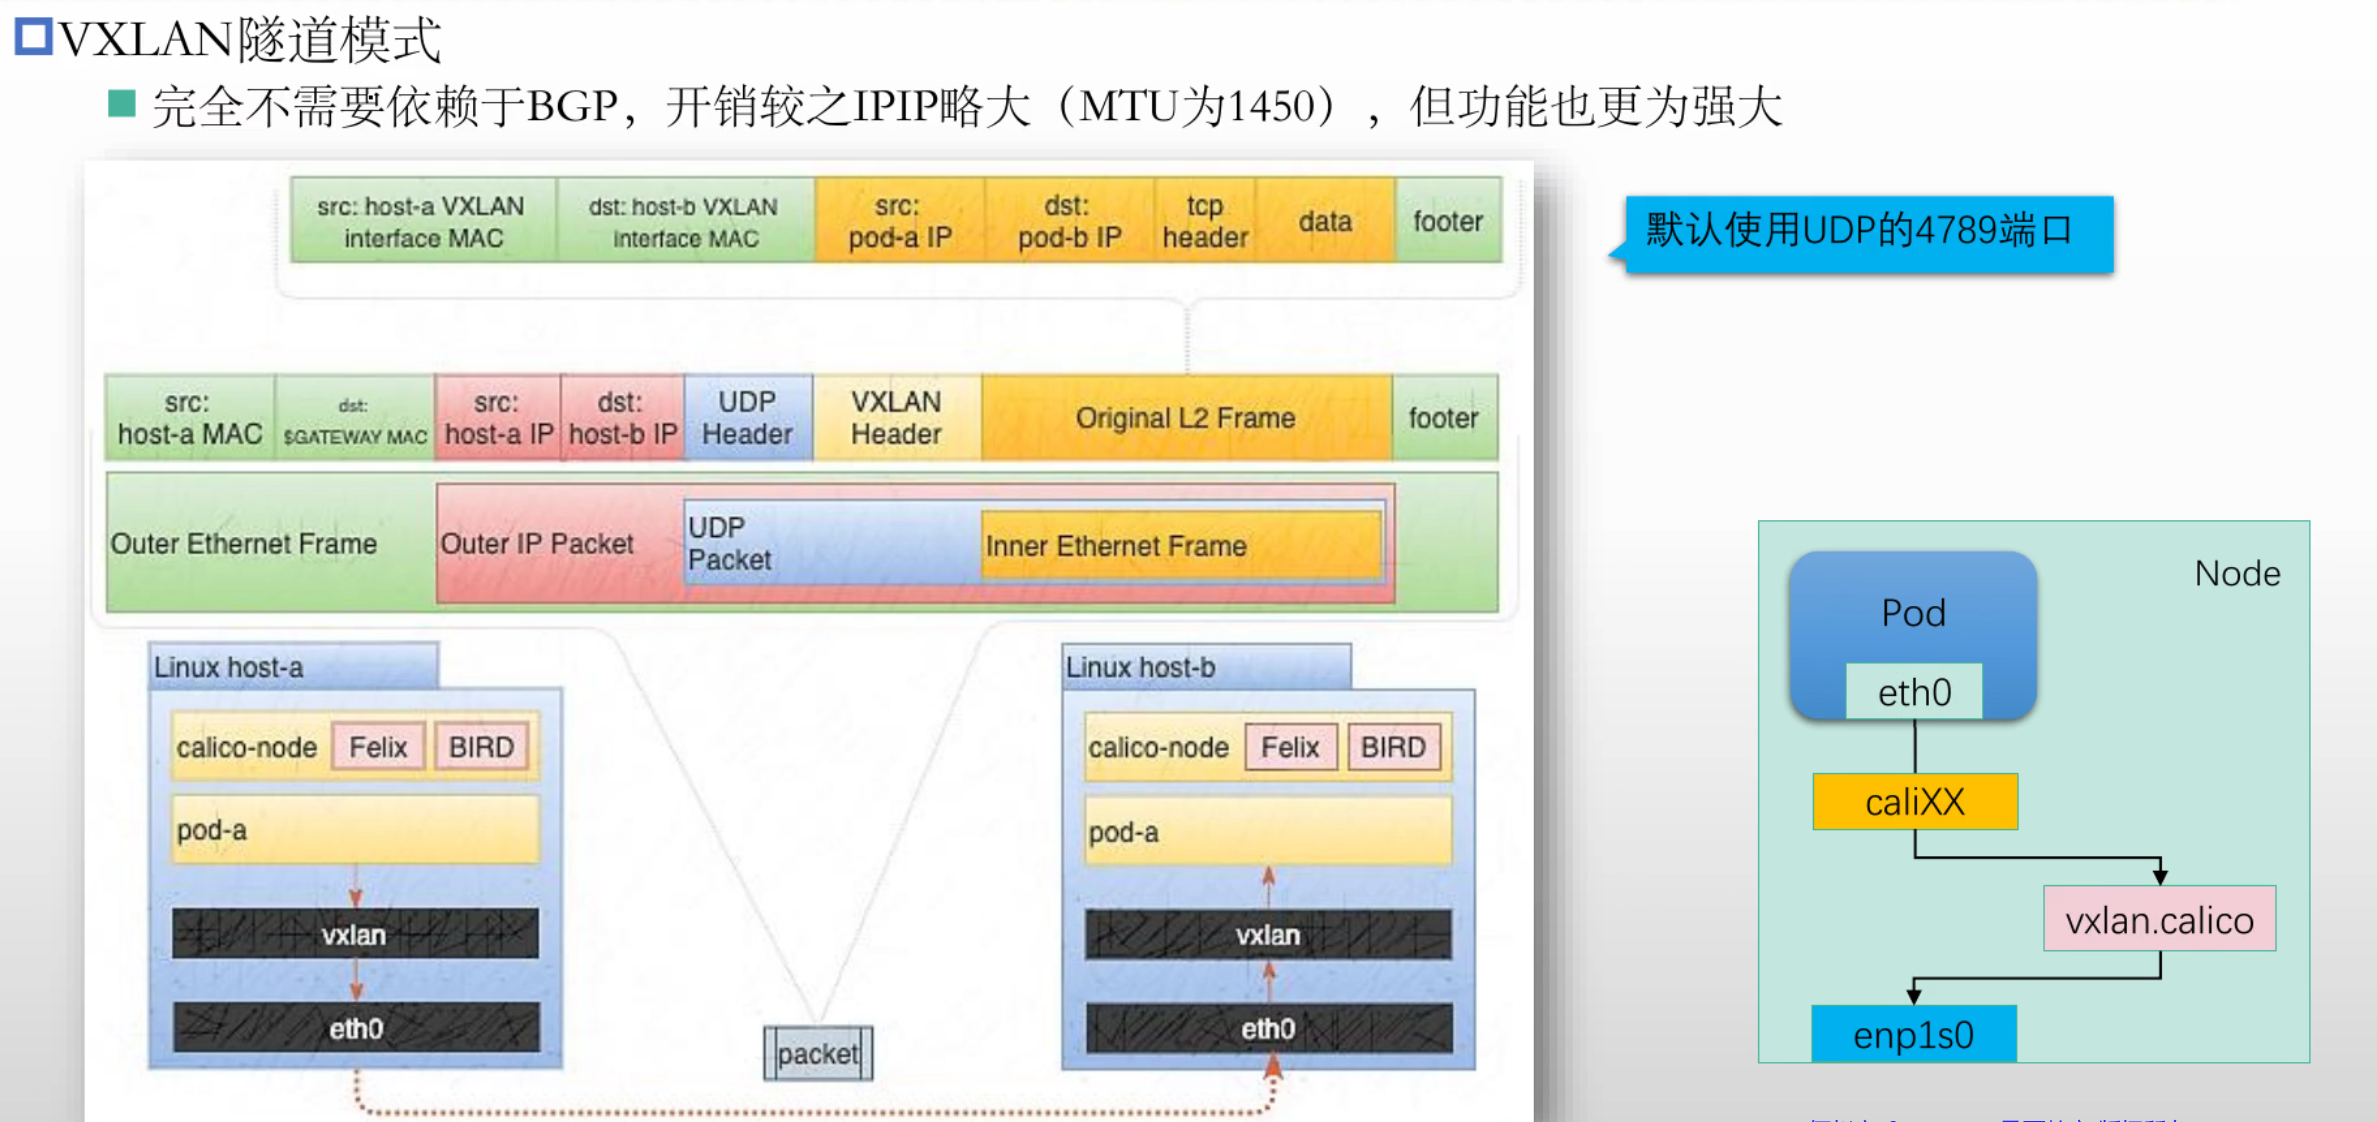 VXLAN隧道模式
完全不需要依赖于BGP，开销较之IPIP略大（MTU为1450），但功能也更为强大
src: host-a VXLAN
interface MAC
dst: host-b VXLAN
interface MAC
src:
pod-a IP
dst:
pod-b IP
tcp
header
data
footer
默认使用UDP的4789端口
src:
host-a MAC
dst:
$GATEWAY MAC
src:
host-a IP
dst:
host-b IP
UDP
Header
VXLAN
Header
Original L2 Frame
footer
Outer Ethernet Frame
Outer IP Packet
UDP
Packet
Inner Ethernet Frame
Linux host-a
calico-node
Felix
BIRD
pod-a
vxlan
eth0
packet
Linux host-b
calico-node
Felix
BIRD
pod-a
vxlan
eth0
Node
Pod
eth0
caliXX
vxlan.calico
enp1s0